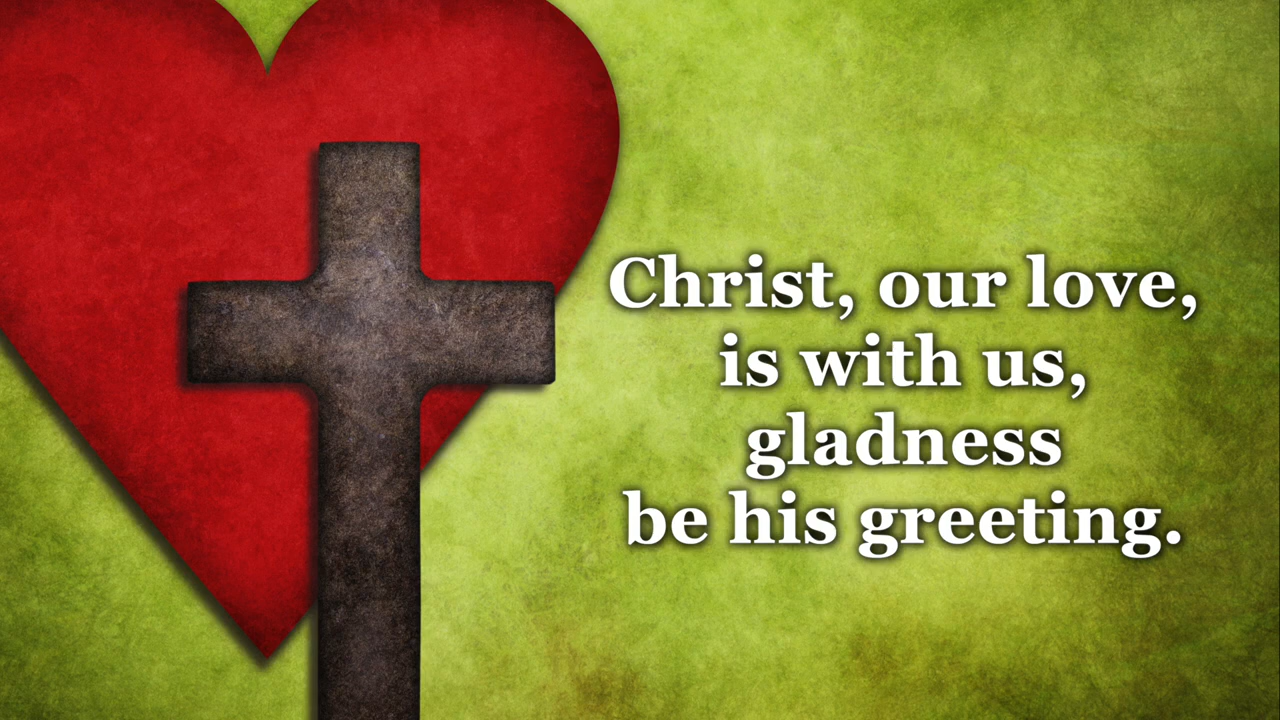 Christ, our love,
is with us,
gladness
be his greeting.